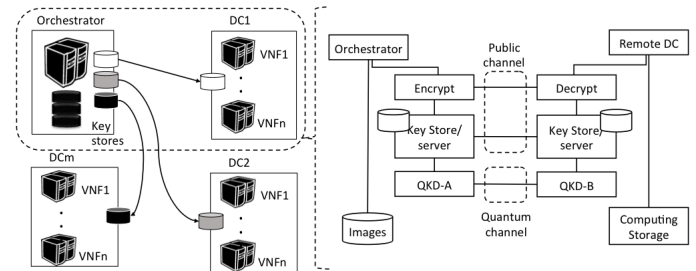 Orchestrator
DC1
VNF1
VNFn
Key
stores
DCm
VNF1
VNFn
DC2
VNF1
VNFn
Orchestrator
Public
channel
Remote DC
Encrypt
Decrypt
Key Store/
server
Key Store/
server
QKD-A
QKD-B
Images
Quantum
channel
Computing
Storage